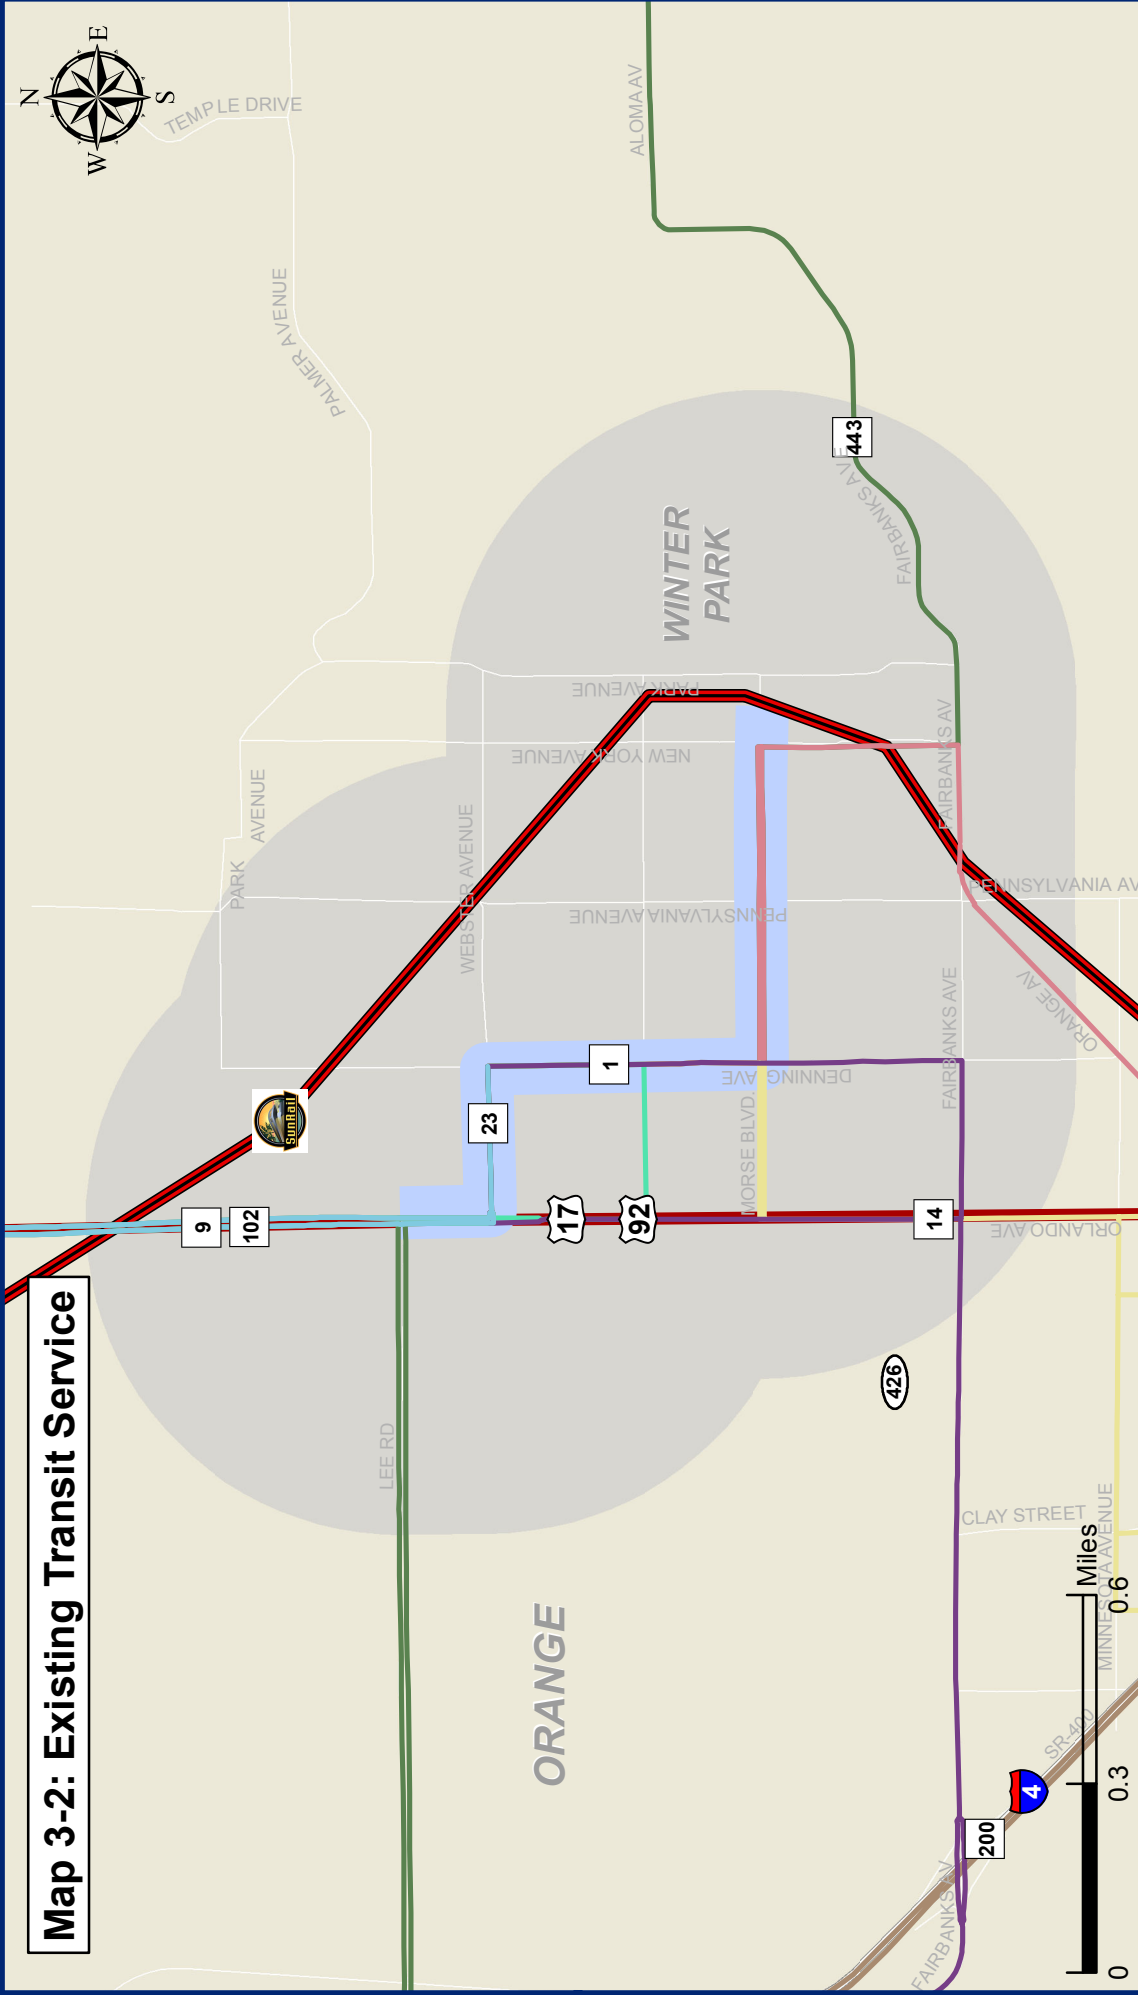 Map 3-2: Existing Transit Service
N
E
S
W
TEMPLE DRIVE
PALMER AVENUE
ALOMA AV
443
FAIRBANKS AVE
WINTER
PARK
PARK AVENUE
NEW YORK AVENUE
PARK
AVENUE
WEBSTER AVENUE
PENNSYLVANIA AVENUE
FAIRBANKS AV
PENNSYLVANIA AV
ORANGE AV
FAIRBANKS AVE
DENNING AVE
MORSE BLVD.
SunRail
1
23
9
102
17
92
14
ORLANDO AVE
426
LEE RD
CLAY STREET
MINNESOTA AVENUE
ORANGE
SR-400
4
200
FAIRBANKS AV
0
0.3
0.6
Miles